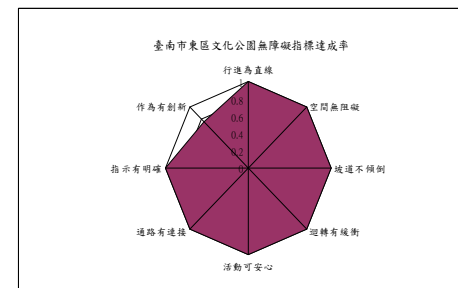 臺南市東區文化公園無障礙指標達成率
行進為直線
空間無阻礙
坡道不傾倒
迴轉有緩衝
活動可安心
通路有連接
指示有明確
作為有創新
1
0.8
0.6
0.4
0.2
0